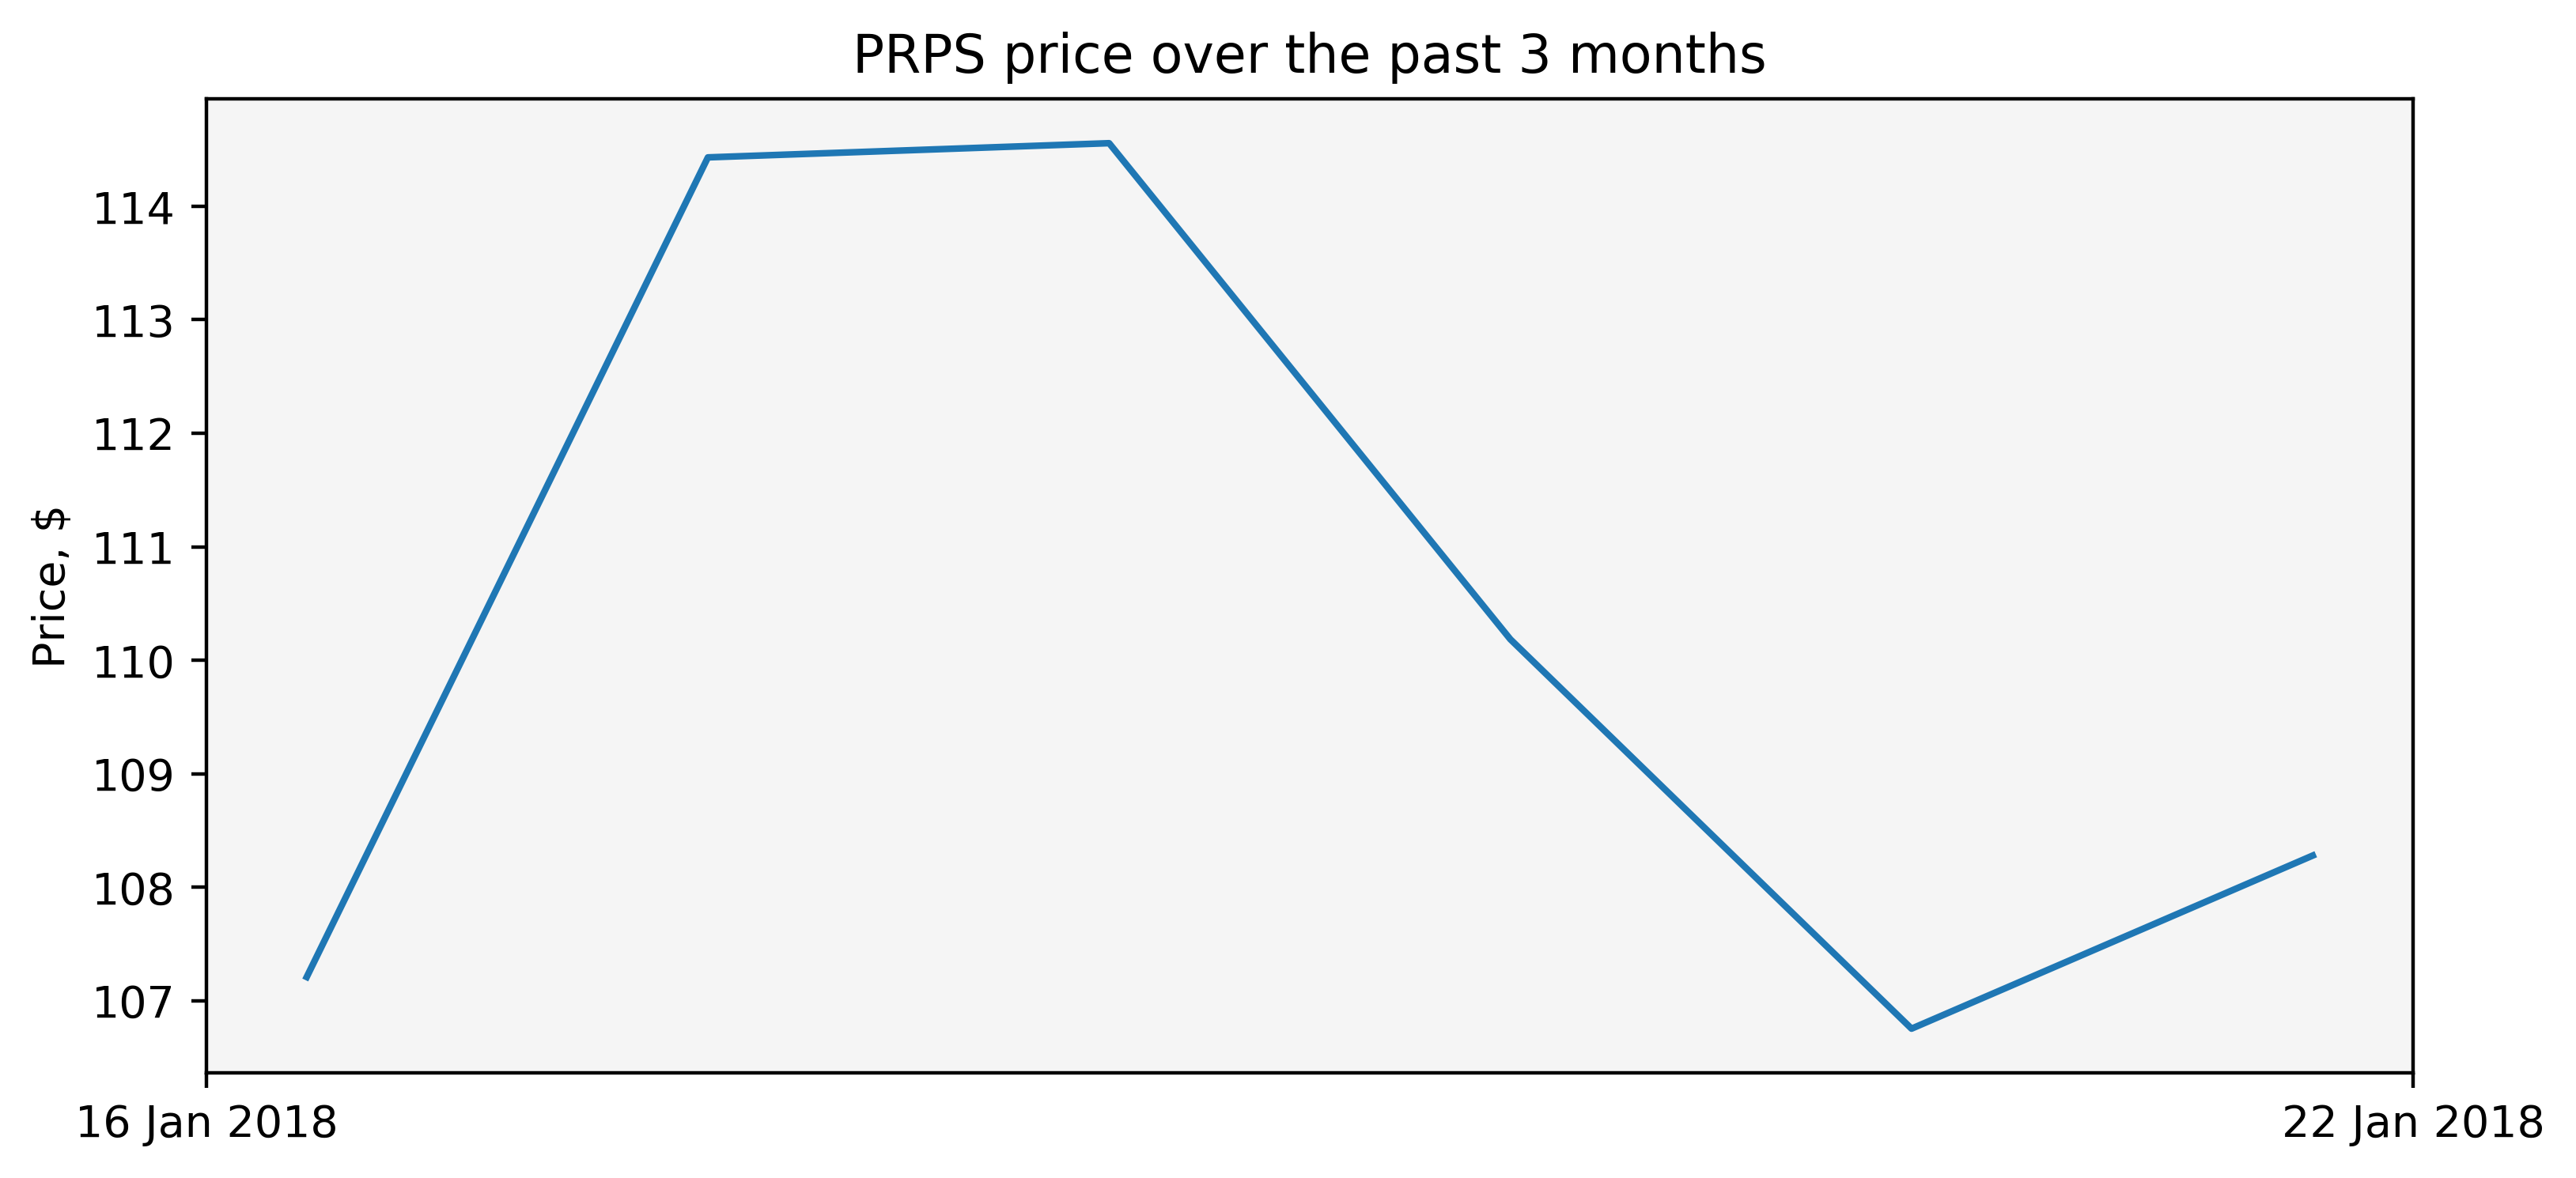 PRPS price over the past 3 months
Price, $
114
113
112
111
110
109
108
107
16 Jan 2018
22 Jan 2018